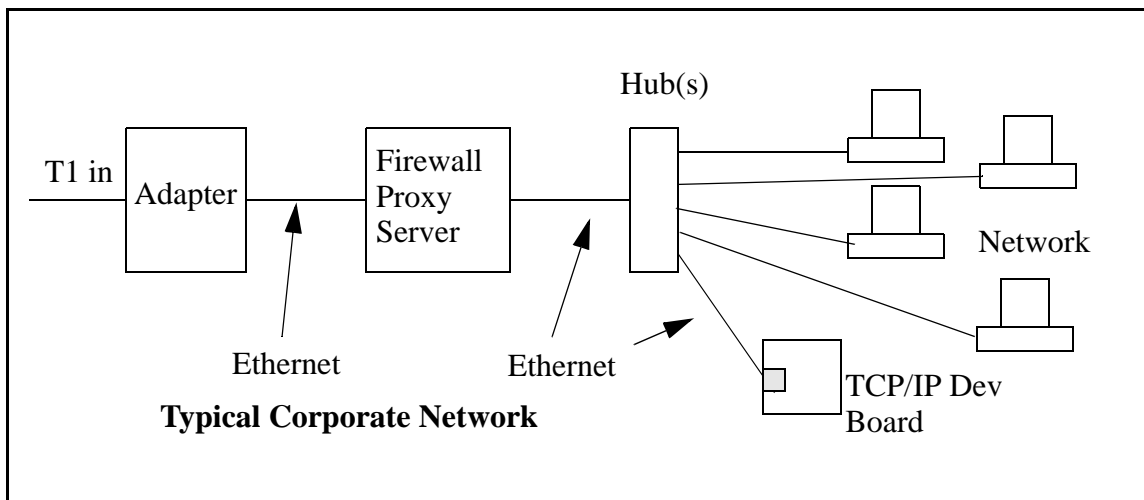 Hub(s)
T1 in
Adapter
Firewall
Proxy
Server
Network
Ethernet
Ethernet
TCP/IP Dev
Board
Typical Corporate Network